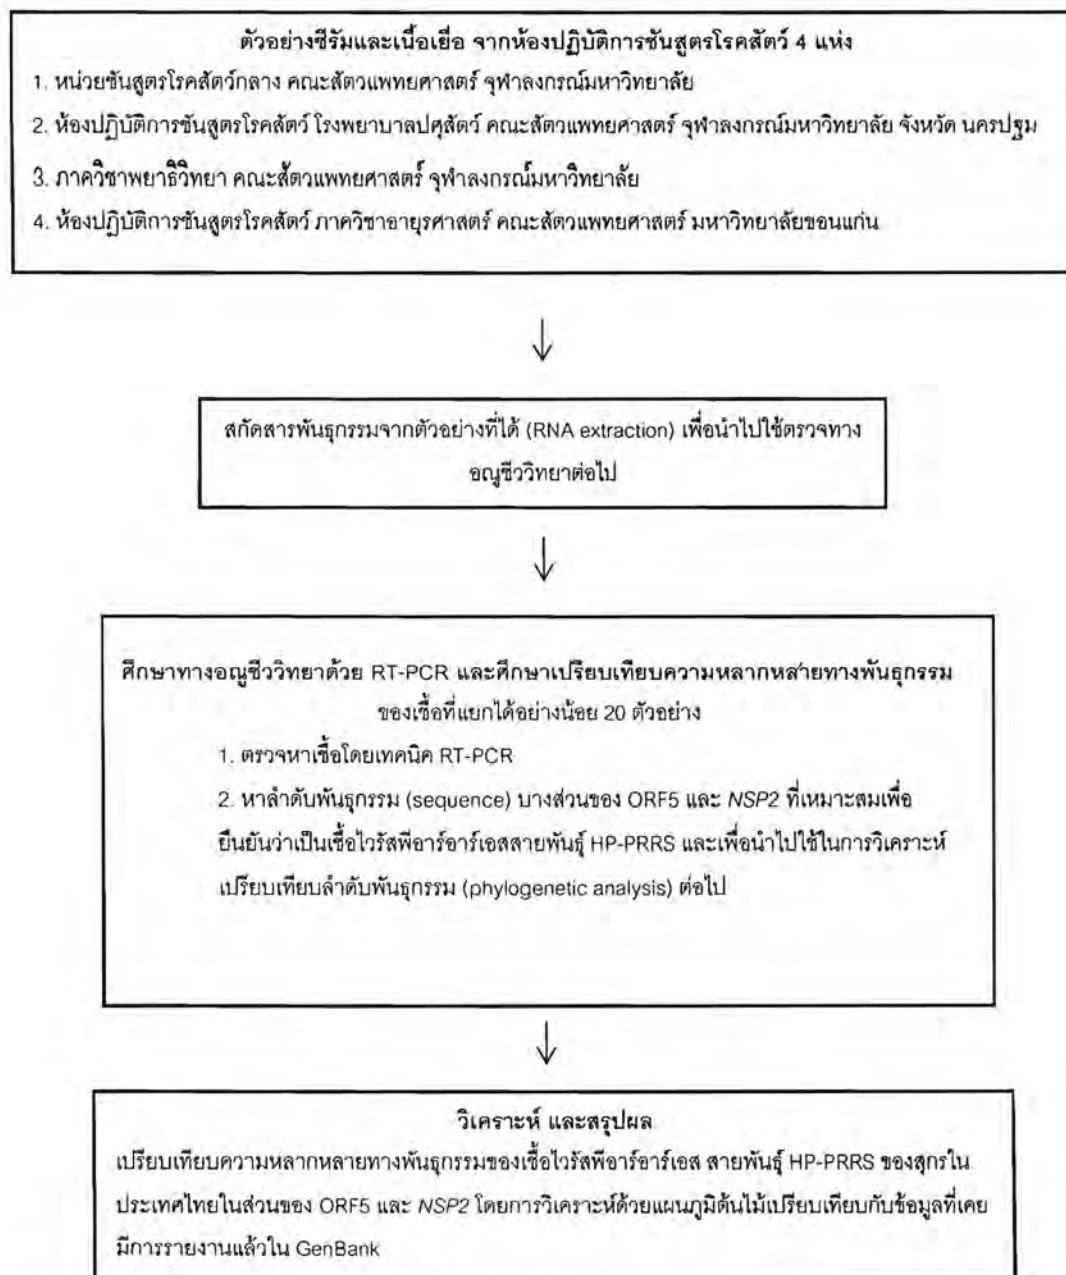 ตัวอย่างซีรัมและเนื้อเยื่อ จากห้องปฏิบัติการชันสูตรโรคสัตว์ 4 แห่ง
1. หน่วยชันสูตรโรคสัตว์กลาง คณะสัตวแพทยศาสตร์ จุฬาลงกรณ์มหาวิทยาลัย
2. ห้องปฏิบัติการชันสูตรโรคสัตว์ โรงพยาบาลปศุสัตว์ คณะสัตวแพทยศาสตร์ จุฬาลงกรณ์มหาวิทยาลัย จังหวัด นครปฐม
3. ภาควิชาพยาธิวิทยา คณะสัตวแพทยศาสตร์ จุฬาลงกรณ์มหาวิทยาลัย
4. ห้องปฏิบัติการชันสูตรโรคสัตว์ ภาควิชาอายุรศาสตร์ คณะสัตวแพทยศาสตร์ มหาวิทยาลัยขอนแก่น
สกัดสารพันธุกรรมจากตัวอย่างที่ได้ (RNA extraction) เพื่อนำไปใช้ตรวจทาง
อณูชีววิทยาต่อไป
ศึกษาทางอณูชีววิทยาด้วย RT-PCR และศึกษาเปรียบเทียบความหลากหลายทางพันธุกรรม
ของเชื้อที่แยกได้อย่างน้อย 20 ตัวอย่าง
1. ตรวจหาเชื้อโดยเทคนิค RT-PCR
2. หาลำดับพันธุกรรม (sequence) บางส่วนของ ORF5 และ NSP2 ที่เหมาะสมเพื่อ
ยืนยันว่าเป็นเชื้อไวรัสพีอาร์อาร์เอสสายพันธุ์ HP-PRRS และเพื่อนำไปใช้ในการวิเคราะห์
เปรียบเทียบลำดับพันธุกรรม (phylogenetic analysis) ต่อไป
วิเคราะห์ และสรุปผล
เปรียบเทียบความหลากหลายทางพันธุกรรมของเชื้อไวรัสพีอาร์อาร์เอส สายพันธุ์ HP-PRRS ของสุกรใน
ประเทศไทยในส่วนของ ORF5 และ NSP2 โดยการวิเคราะห์ด้วยแผนภูมิต้นไม้เปรียบเทียบกับข้อมูลที่เคย
มีการรายงานแล้วใน GenBank